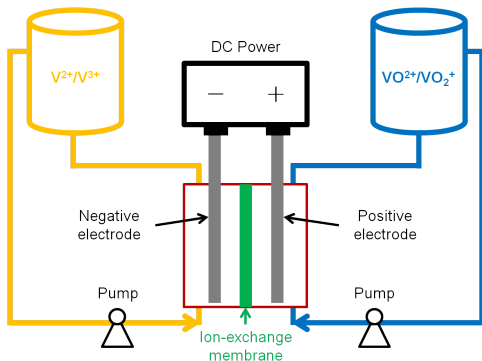 DC Power
V²⁺/V³⁺
VO²⁺/VO₂⁺
− +
Negative
electrode
Positive
electrode
Pump
Pump
Ion-exchange
membrane